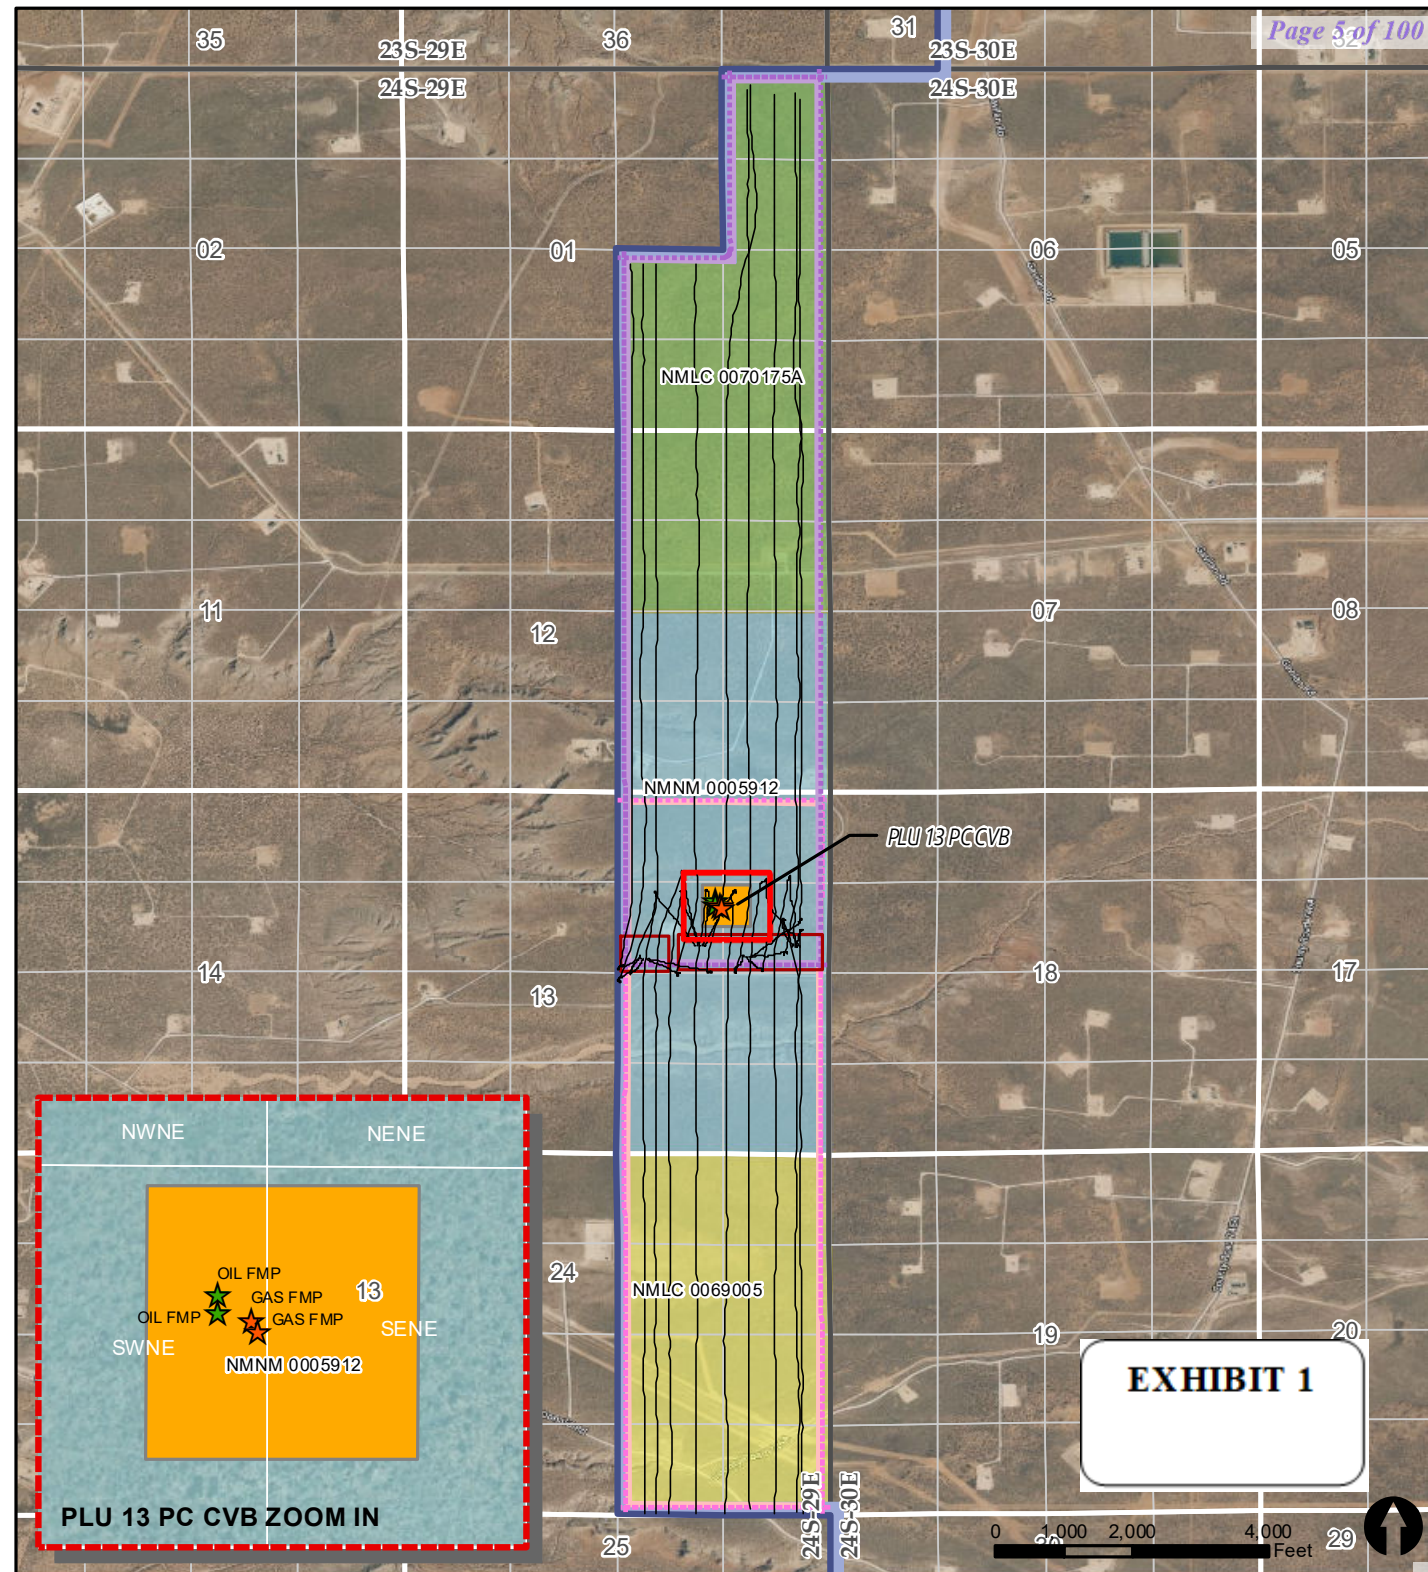 Page 5 of 100
35
36
31
32
23S-29E
23S-30E
24S-29E
24S-30E
02
01
06
05
NMLC 0070175A
11
12
07
08
NMNM 0005912
PLU 13 PC CVB
14
13
18
17
24
NMLC 0069005
19
20
NWNE
NENE
OIL FMP
13
GAS FMP
OIL FMP
GAS FMP
SWNE
SENE
NMNM 0005912
PLU 13 PC CVB ZOOM IN
EXHIBIT 1
25
24S-29E
24S-30E
30
29
0 1,000 2,000 4,000
Feet